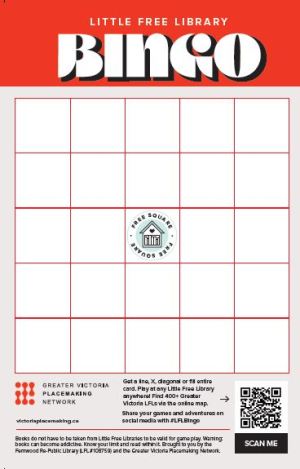 LITTLE FREE LIBRARY
BINGO
FREE SQUARE
FREE SQUARE
GREATER VICTORIA
PLACEMAKING
NETWORK
victoriaplacemaking.ca
Get a line, X, diagonal or fill entire
card. Play at any Little Free Library
anywhere! Find 400+ Greater
Victoria LFLs via the online map.
Share your games and adventures on
social media with #LFLBingo
SCAN ME
Books do not have to be taken from Little Free Libraries to be valid for game play. Warning:
books can become addictive. Know your limit and read within it. Brought to you by the
Fernwood Re-Public Library (LFL#108759) and the Greater Victoria Placemaking Network.